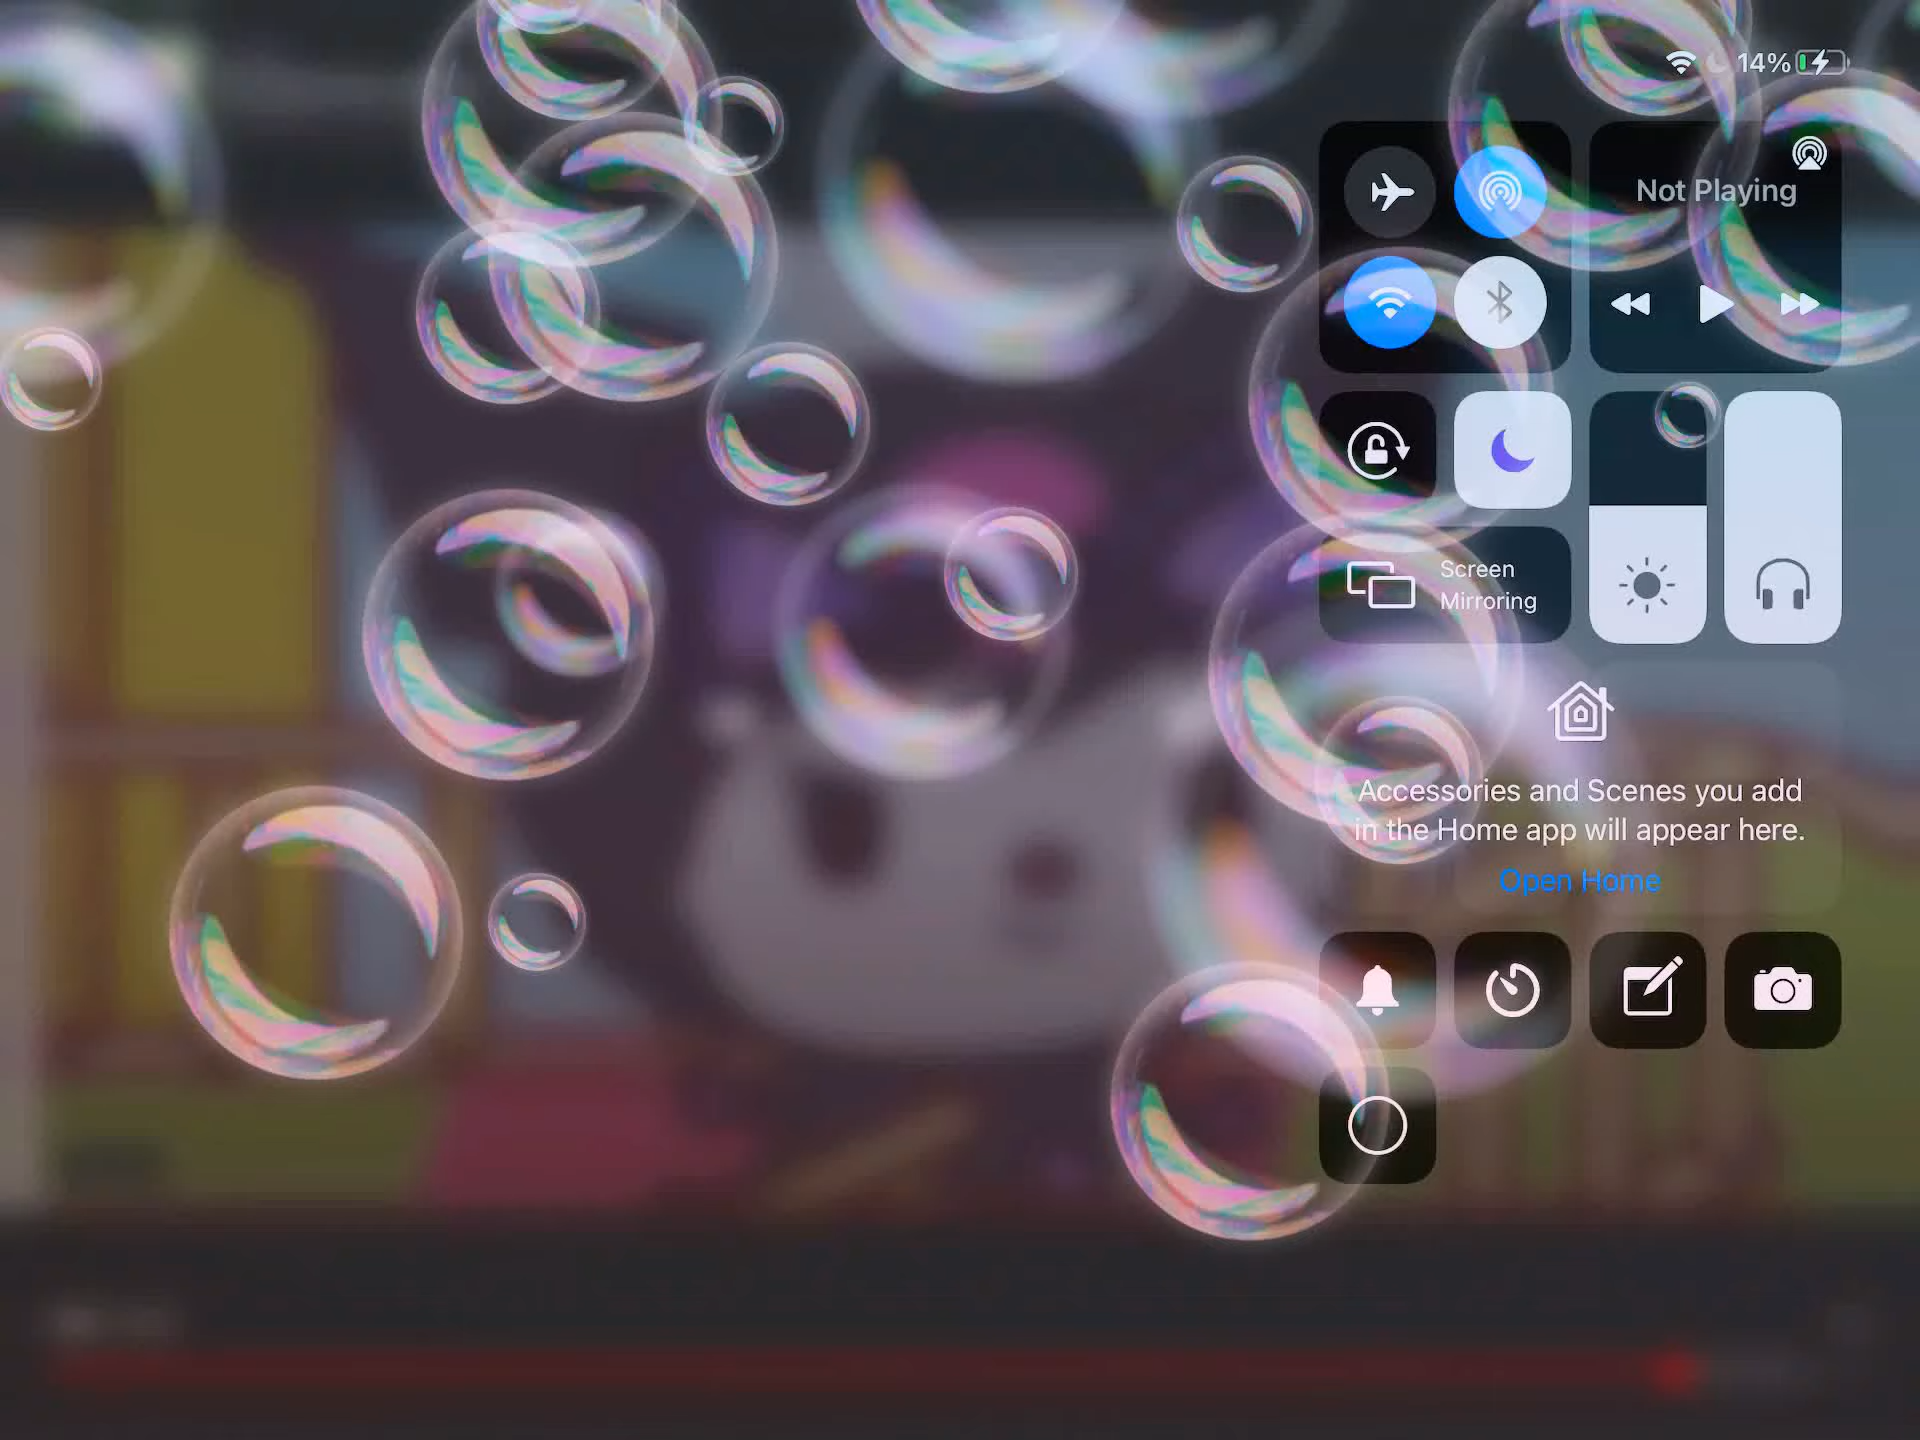 14%
Not Playing
Screen
Mirroring
Accessories and Scenes you add
in the Home app will appear here.
Open Home